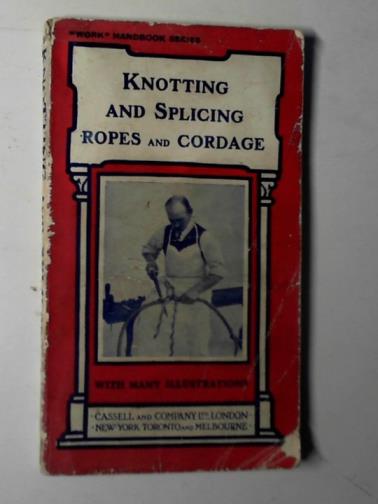 "WORK" HANDBOOK SERIES
KNOTTING
AND SPLICING
ROPES AND CORDAGE
WITH MANY ILLUSTRATIONS
CASSELL AND COMPANY LTD. LONDON
NEW YORK TORONTO AND MELBOURNE